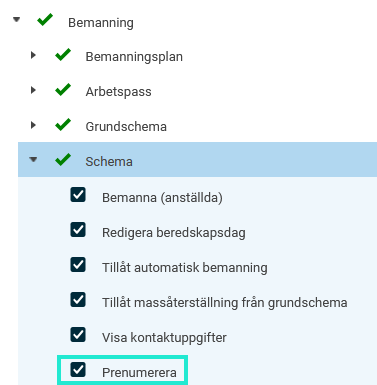 Bemanning
Bemanningsplan
Arbetspass
Grundschema
Schema
Bemanna (anställda)
Redigera beredskapsdag
Tillåt automatisk bemanning
Tillåt massåterställning från grundschema
Visa kontaktuppgifter
Prenumerera